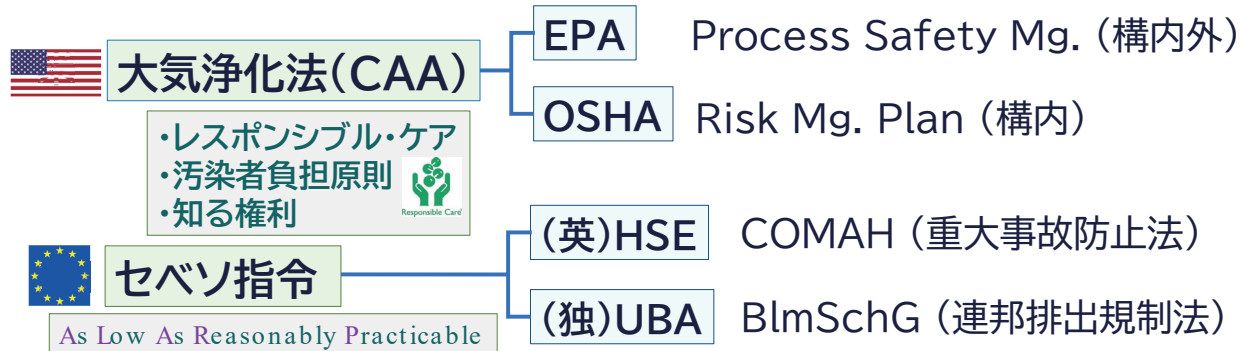 EPA Process Safety Mg. (構内外)
大気浄化法(CAA)
OSHA Risk Mg. Plan (構内)
・レスポンシブル・ケア
・汚染者負担原則
・知る権利
Responsible Care
(英)HSE COMAH (重大事故防止法)
セベソ指令
(独)UBA BlmSchG (連邦排出規制法)
As Low As Reasonably Practicable